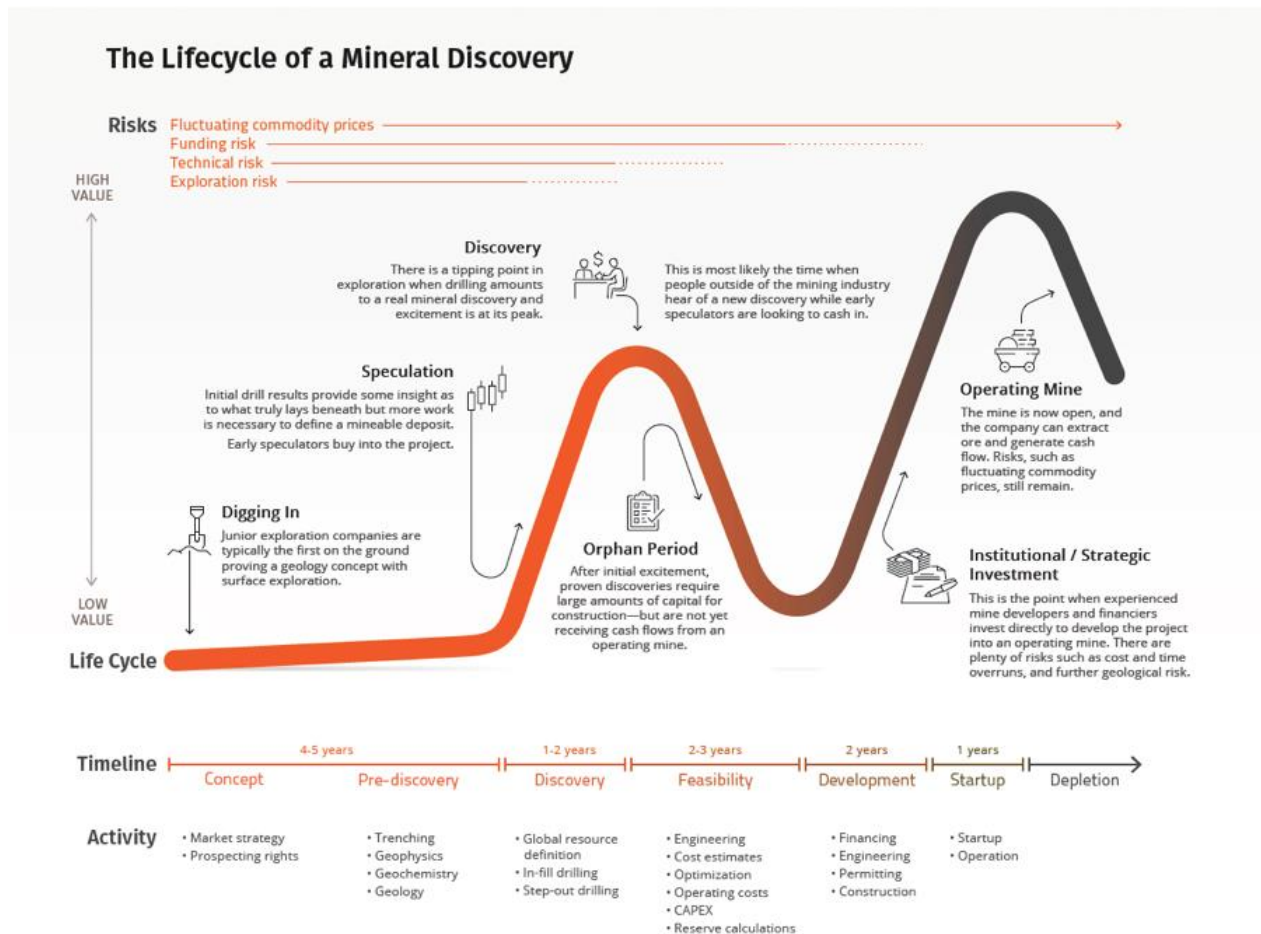 The Lifecycle of a Mineral Discovery
Risks
Fluctuating commodity prices
Funding risk
Technical risk
Exploration risk
HIGH
VALUE
LOW
VALUE
Discovery
There is a tipping point in
exploration when drilling amounts
to a real mineral discovery and
excitement is at its peak.
$
This is most likely the time when
people outside of the mining industry
hear of a new discovery while early
speculators are looking to cash in.
Speculation
Initial drill results provide some insight as
to what truly lays beneath but more work
is necessary to define a mineable deposit.
Early speculators buy into the project.
Digging In
Junior exploration companies are
typically the first on the ground
proving a geology concept with
surface exploration.
Orphan Period
After initial excitement,
proven discoveries require
large amounts of capital for
construction—but are not yet
receiving cash flows from an
operating mine.
Operating Mine
The mine is now open, and
the company can extract
ore and generate cash
flow. Risks, such as
fluctuating commodity
prices, still remain.
Institutional / Strategic
Investment
This is the point when experienced
mine developers and financiers
invest directly to develop the project
into an operating mine. There are
plenty of risks such as cost and time
overruns, and further geological risk.
Life Cycle
Timeline
4-5 years
1-2 years
2-3 years
2 years
1 years
Concept
Pre-discovery
Discovery
Feasibility
Development
Startup
Depletion
Activity
• Market strategy
• Prospecting rights
• Trenching
• Geophysics
• Geochemistry
• Geology
• Global resource
definition
• In-fill drilling
• Step-out drilling
• Engineering
• Cost estimates
• Optimization
• Operating costs
• CAPEX
• Reserve calculations
• Financing
• Engineering
• Permitting
• Construction
• Startup
• Operation